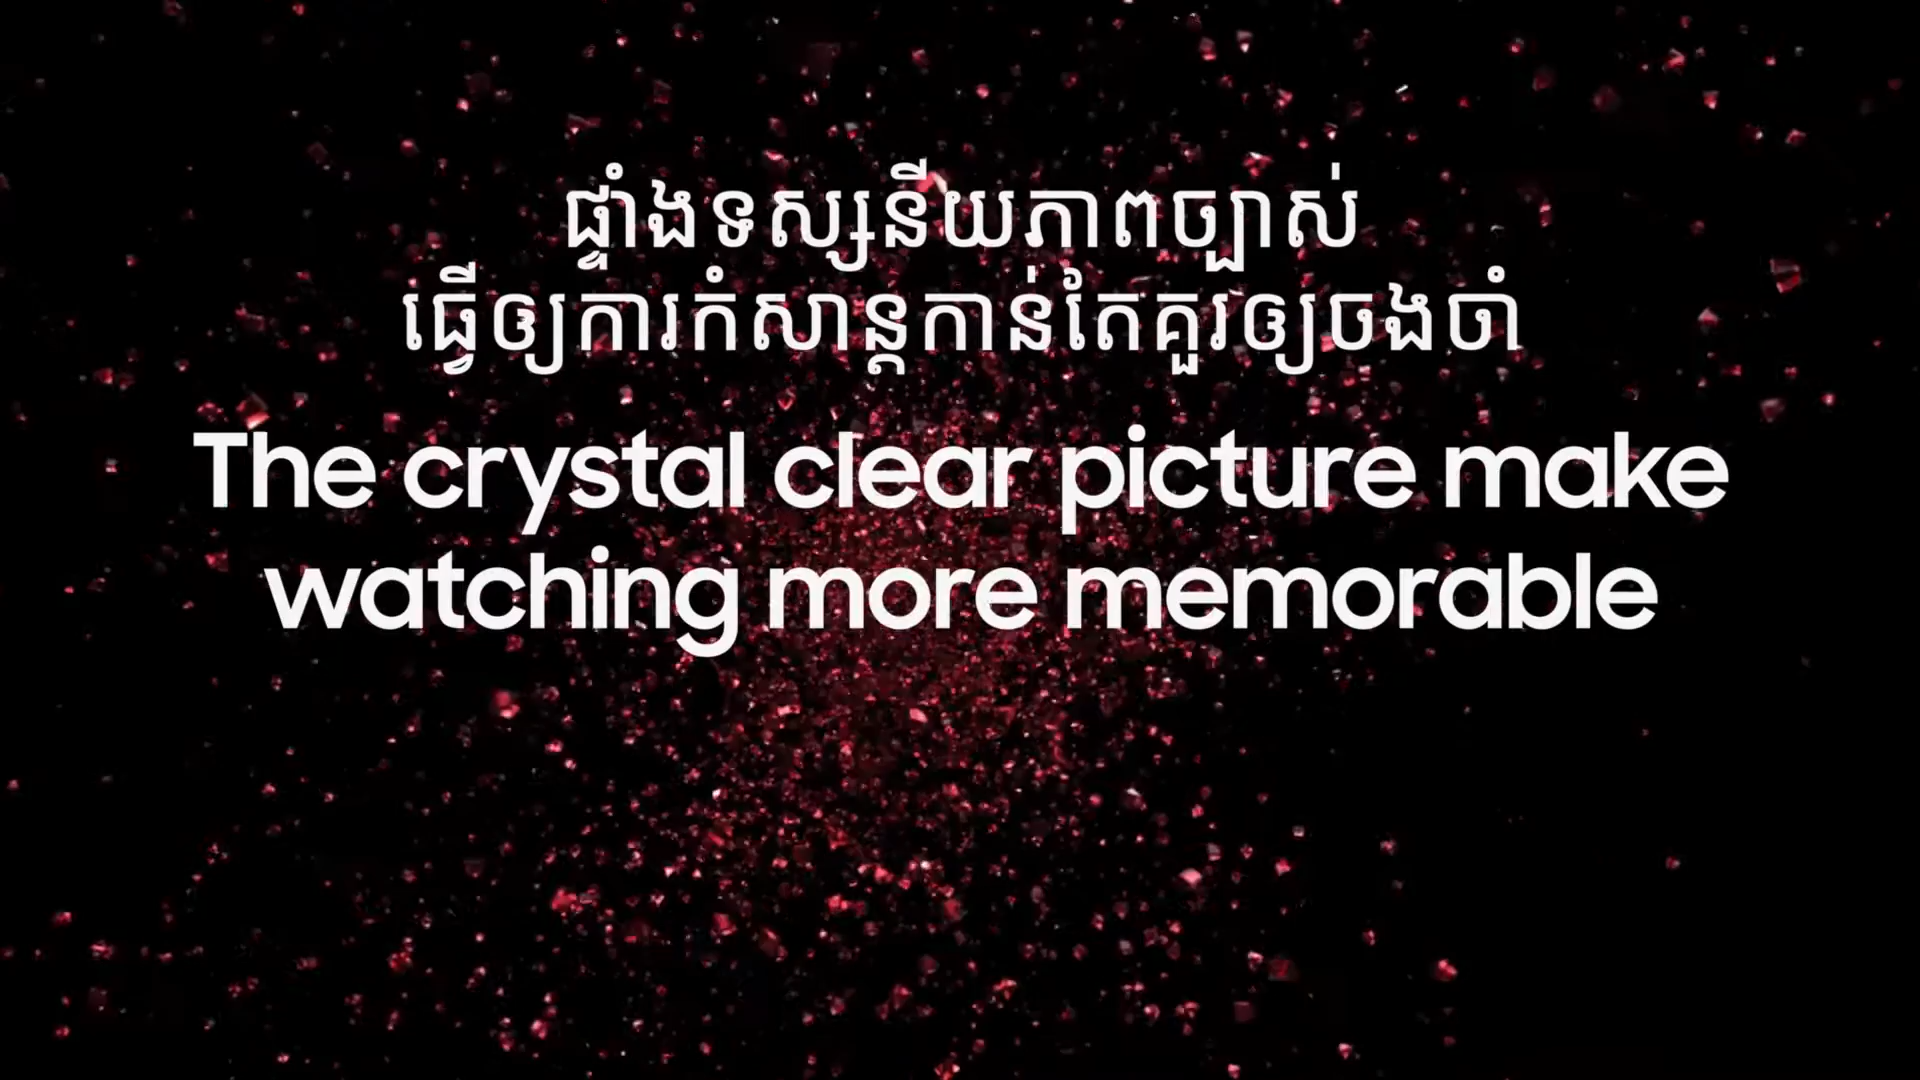 ផ្ទាំងទស្សនីយភាពច្បាស់
ធ្វើឲ្យការកំសាន្តកាន់តែគួរឲ្យចងចាំ
The crystal clear picture make
watching more memorable